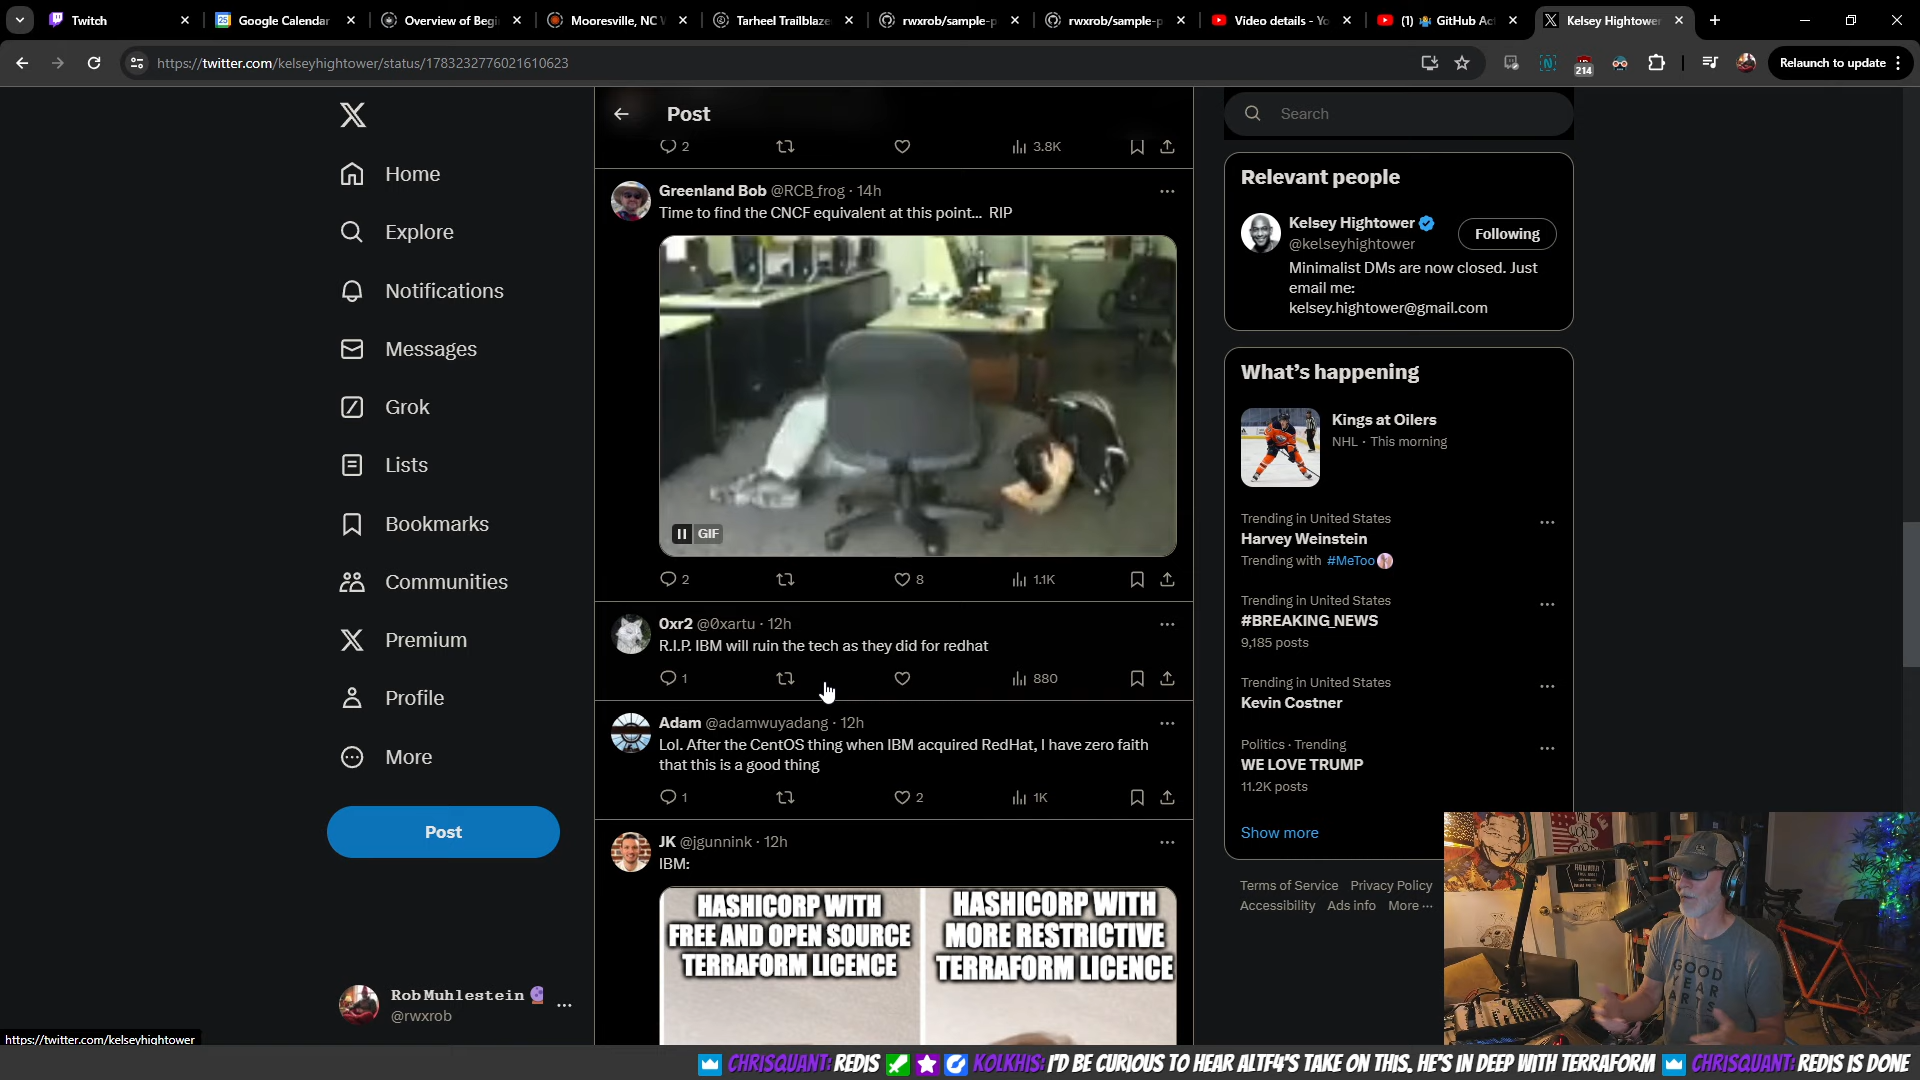 Twitch
Google Calendar
Overview of Begi
Mooresville, NC V
Tarheel Trailblaze
rwxrob/sample-p
rwxrob/sample-p
Video details - Yo
(1) GitHub Ac
Kelsey Hightowe
https://twitter.com/kelseyhightower/status/1783232776021610623
214
Relaunch to update
Home
Explore
Notifications
Messages
Grok
Lists
Bookmarks
Communities
Premium
Profile
More
Post
Rob Muhlestein
@rwxrob
https://twitter.com/kelseyhightower
Post
2 3.8K
Greenland Bob @RCB_frog · 14h
Time to find the CNCF equivalent at this point... RIP
GIF
2 8 1.1K
0xr2 @0xartu · 12h
R.I.P. IBM will ruin the tech as they did for redhat
1 880
Adam @adamwuyadang · 12h
Lol. After the CentOS thing when IBM acquired RedHat, I have zero faith
that this is a good thing
1 2 1K
JK @jgunnink · 12h
IBM:
HASHICORP WITH
FREE AND OPEN SOURCE
TERRAFORM LICENCE
HASHICORP WITH
MORE RESTRICTIVE
TERRAFORM LICENCE
Search
Relevant people
Kelsey Hightower
@kelseyhightower
Following
Minimalist DMs are now closed. Just
email me:
kelsey.hightower@gmail.com
What's happening
Kings at Oilers
NHL · This morning
Trending in United States
Harvey Weinstein
Trending with #MeToo
Trending in United States
#BREAKING_NEWS
9,185 posts
Trending in United States
Kevin Costner
Politics · Trending
WE LOVE TRUMP
11.2K posts
Show more
Terms of Service Privacy Policy
Accessibility Ads info More ···
GOOD
YEAR
ARTS
CHRISQUANT: REDIS KOLKHIS: I'D BE CURIOUS TO HEAR ALTF4'S TAKE ON THIS. HE'S IN DEEP WITH TERRAFORM CHRISQUANT: REDIS IS DONE